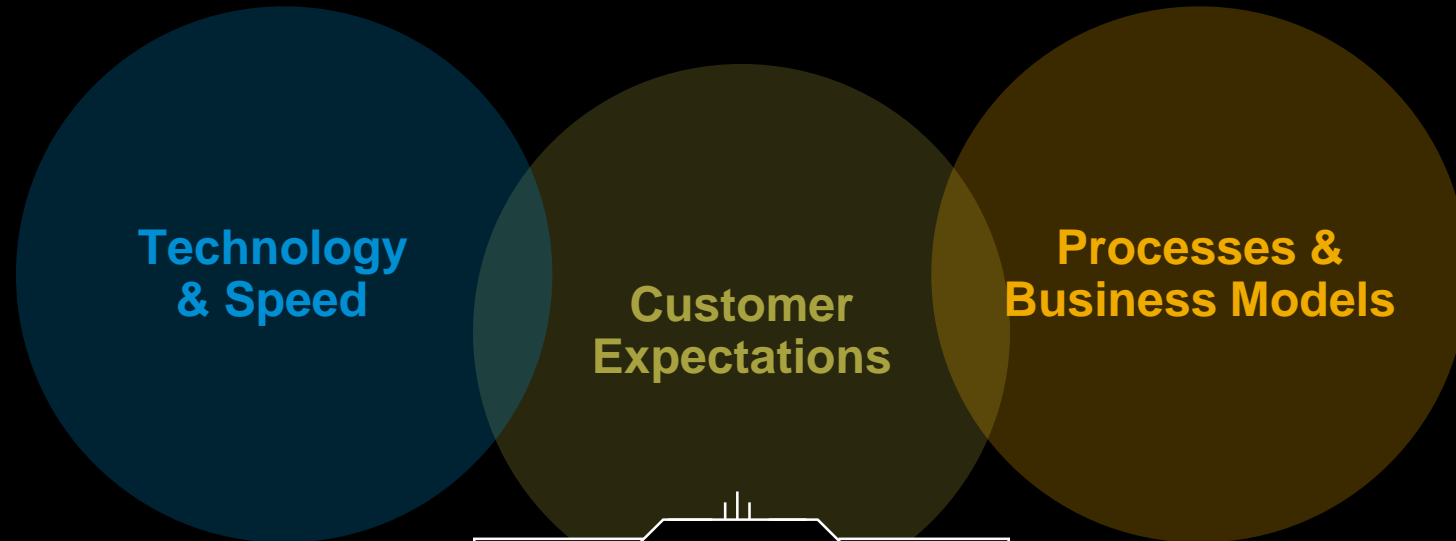 Technology
& Speed
Customer
Expectations
Processes &
Business Models